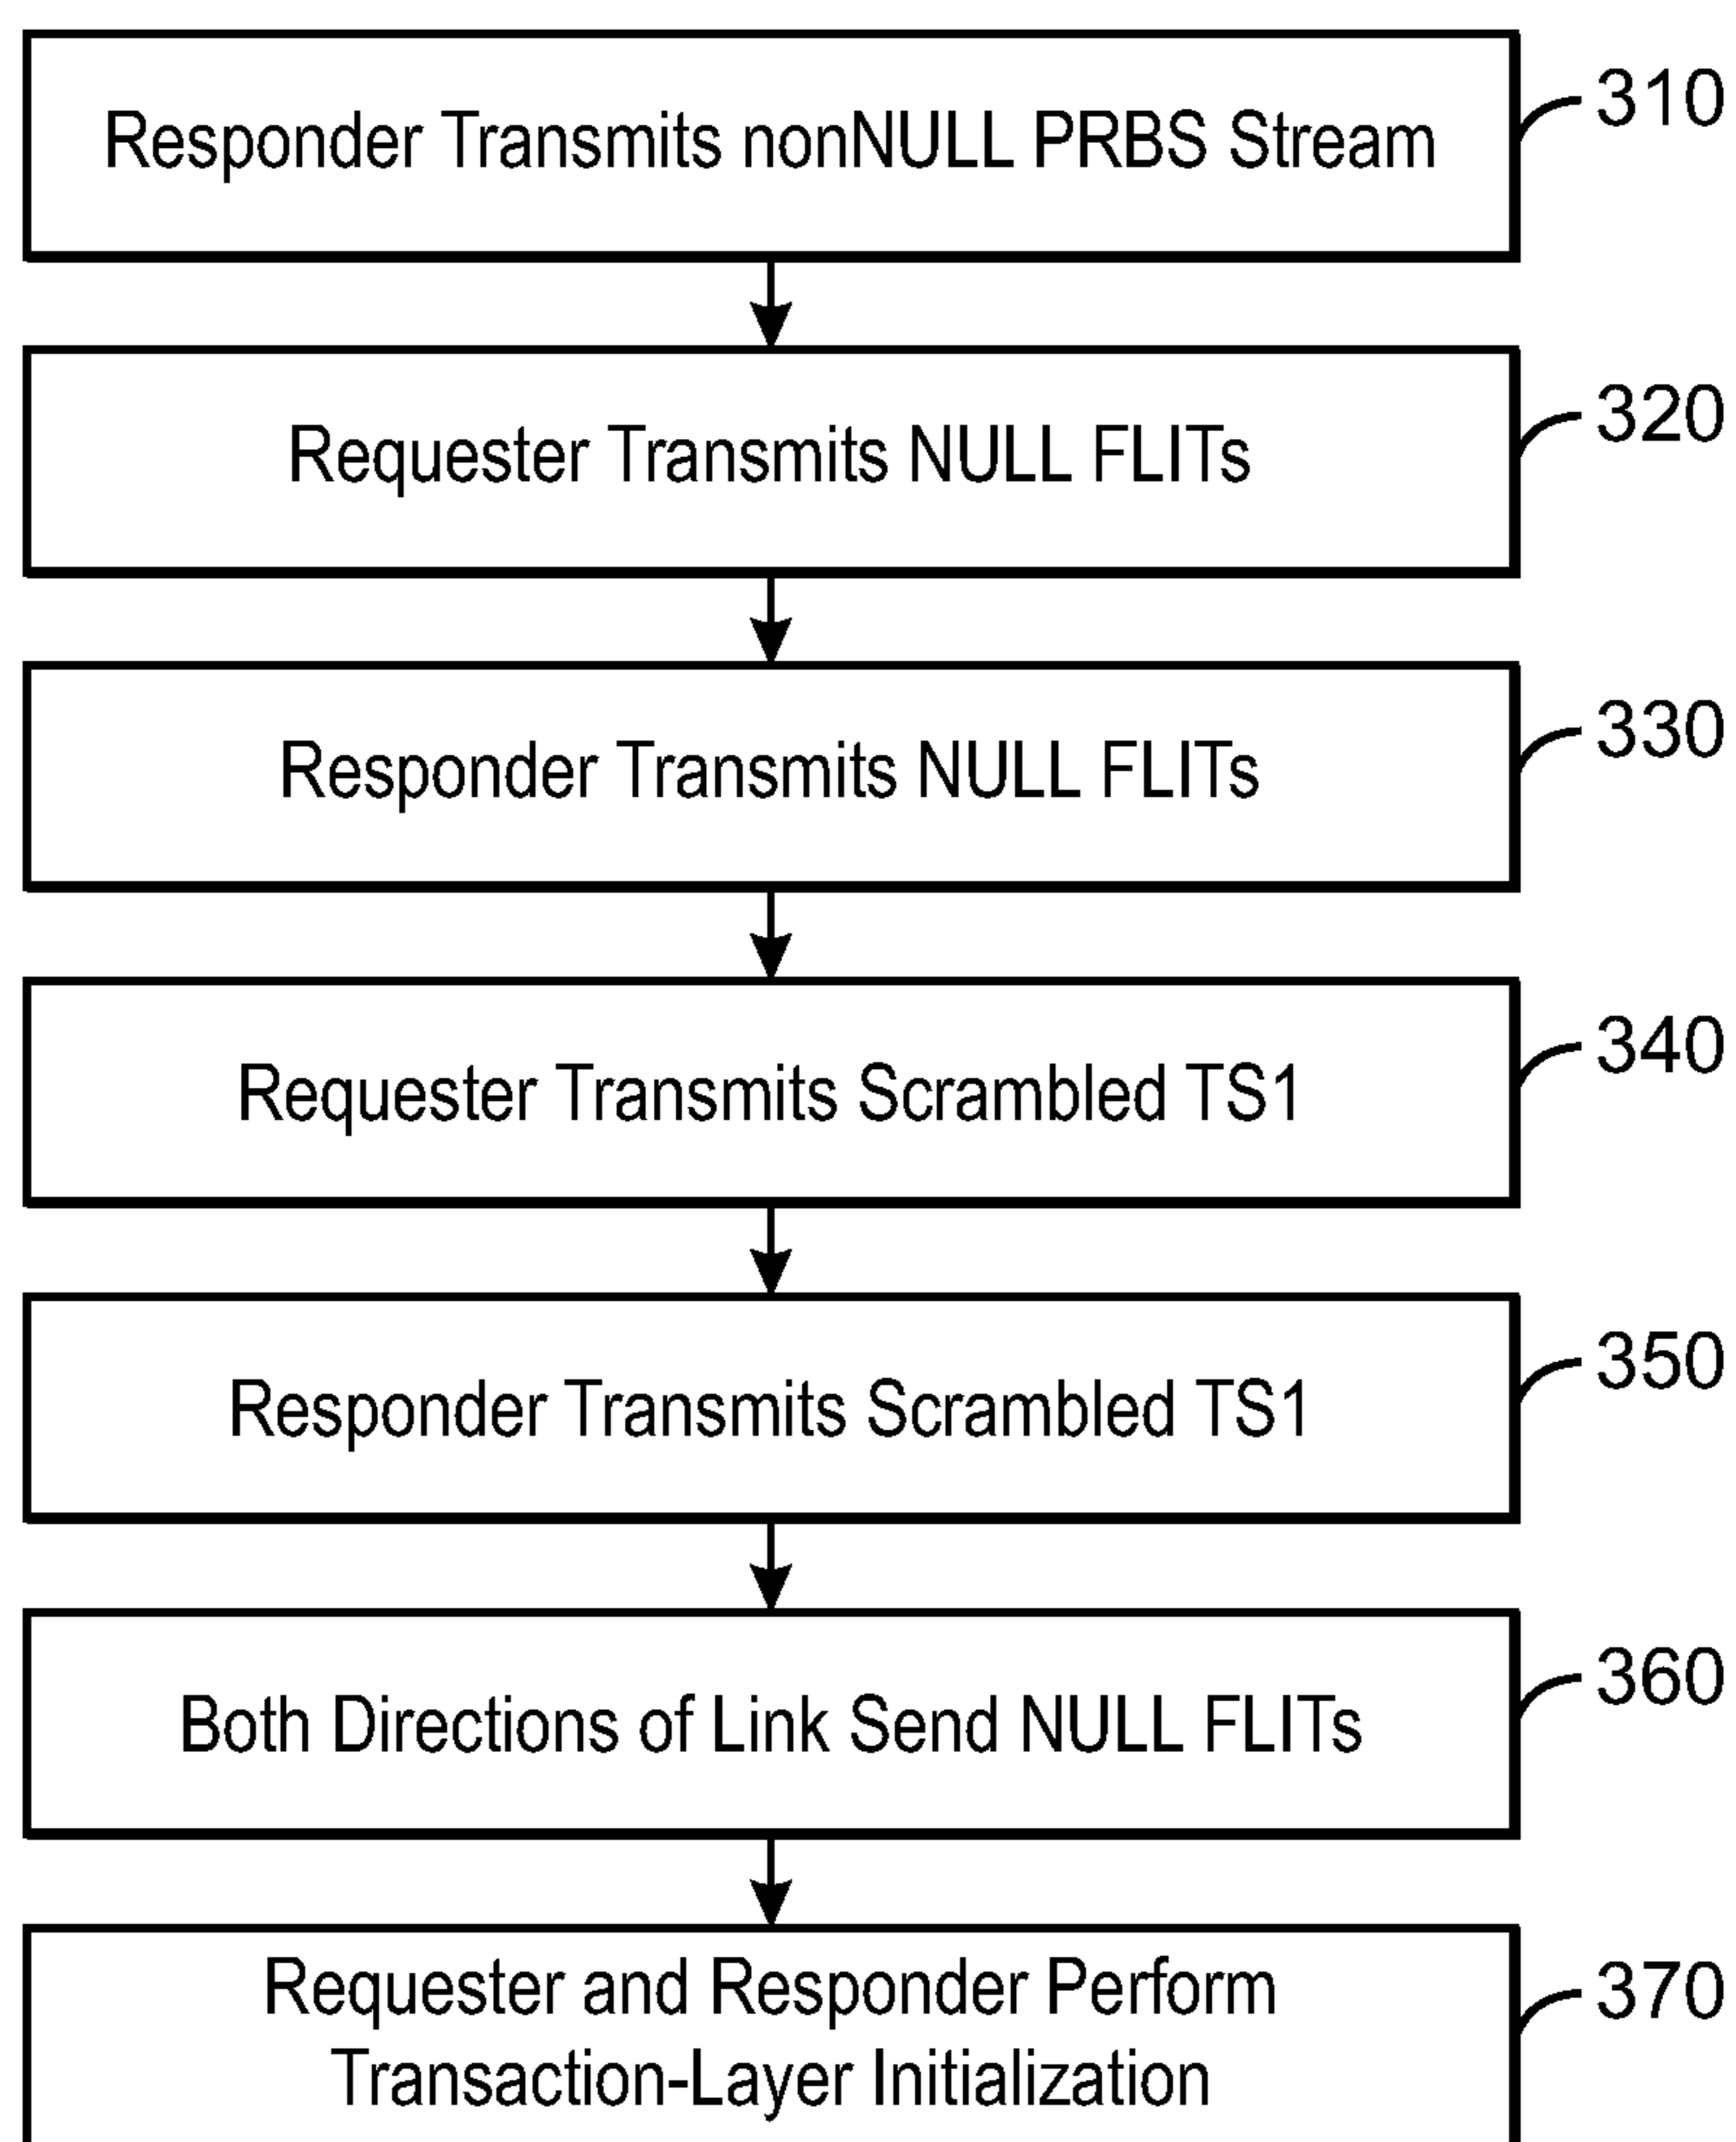 Responder Transmits nonNULL PRBS Stream
310
Requester Transmits NULL FLITs
320
Responder Transmits NULL FLITs
330
Requester Transmits Scrambled TS1
340
Responder Transmits Scrambled TS1
350
Both Directions of Link Send NULL FLITs
360
Requester and Responder Perform
Transaction-Layer Initialization
370